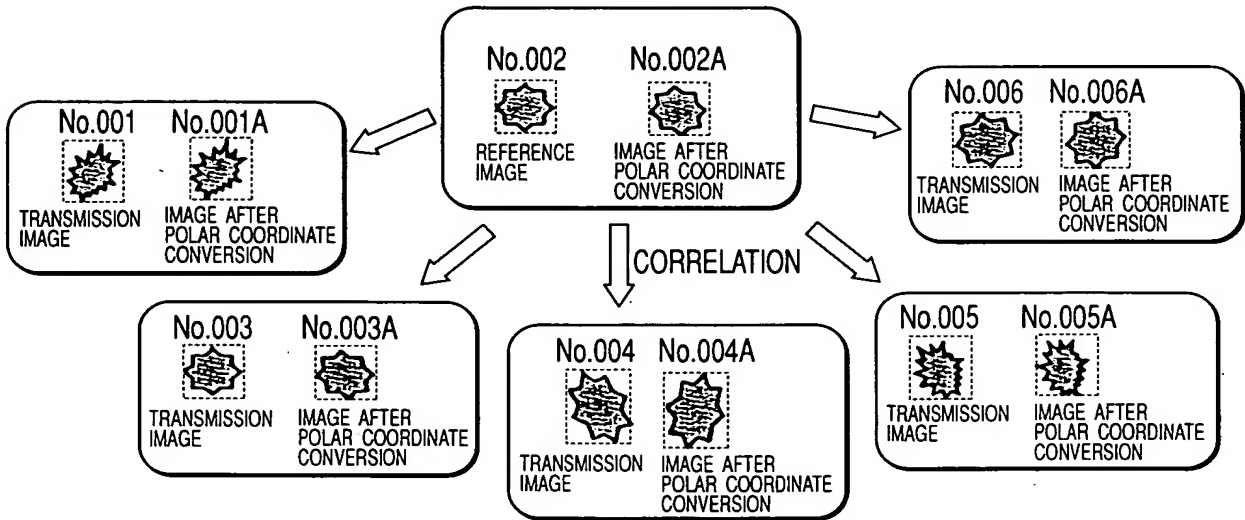 No.002
No.002A
REFERENCE
IMAGE
IMAGE AFTER
POLAR COORDINATE
CONVERSION
No.001
No.001A
TRANSMISSION
IMAGE
IMAGE AFTER
POLAR COORDINATE
CONVERSION
No.006
No.006A
TRANSMISSION
IMAGE
IMAGE AFTER
POLAR COORDINATE
CONVERSION
CORRELATION
No.003
No.003A
TRANSMISSION
IMAGE
IMAGE AFTER
POLAR COORDINATE
CONVERSION
No.004
No.004A
TRANSMISSION
IMAGE
IMAGE AFTER
POLAR COORDINATE
CONVERSION
No.005
No.005A
TRANSMISSION
IMAGE
IMAGE AFTER
POLAR COORDINATE
CONVERSION